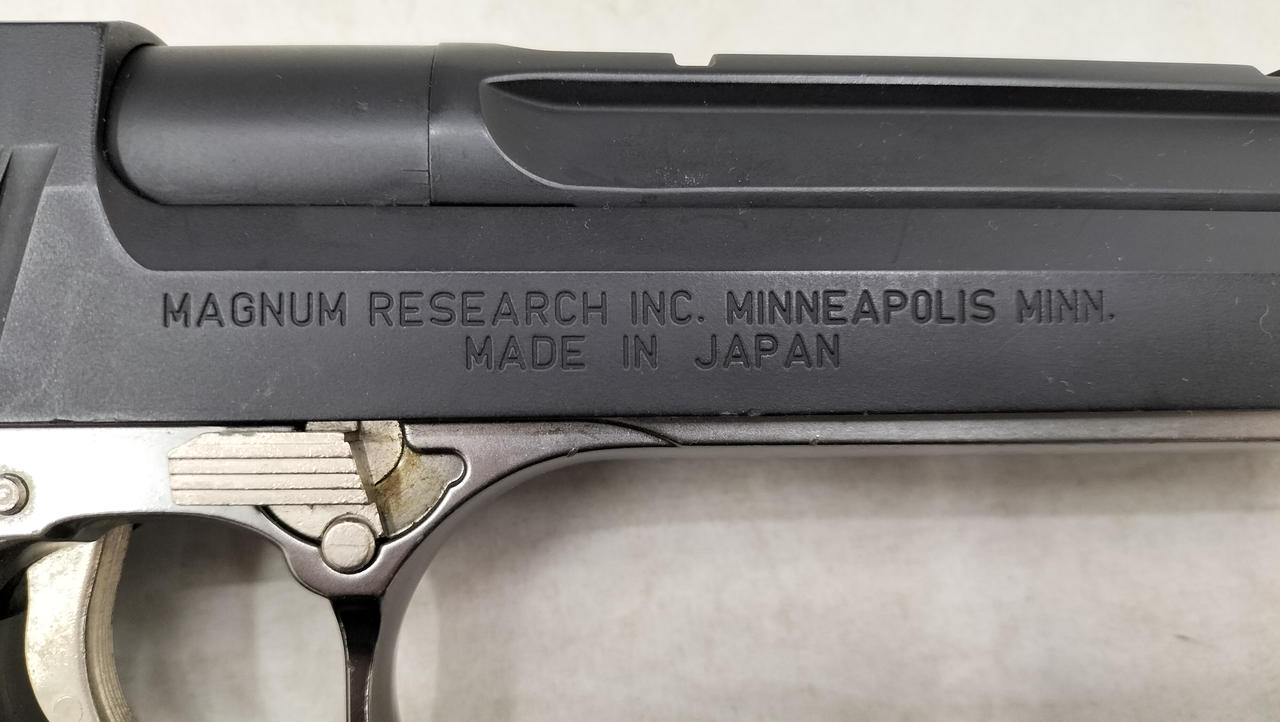 MAGNUM RESEARCH INC. MINNEAPOLIS MINN.
MADE IN JAPAN